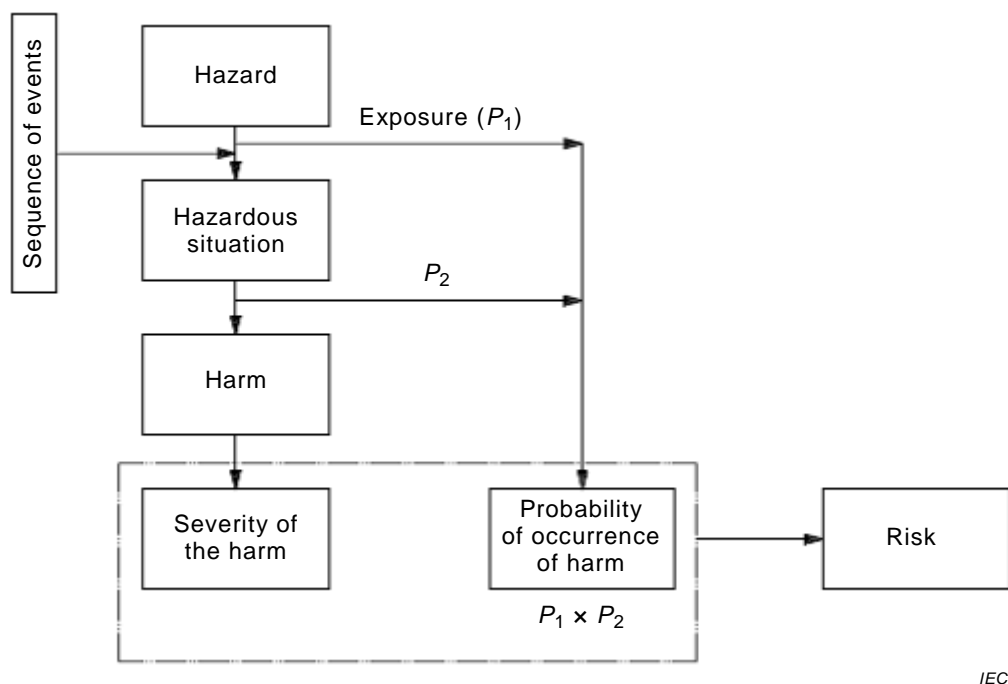 Sequence of events
Hazard
Exposure (P1)
Hazardous
situation
P2
Harm
Severity of
the harm
Probability
of occurrence
of harm
Risk
P1 × P2
IEC